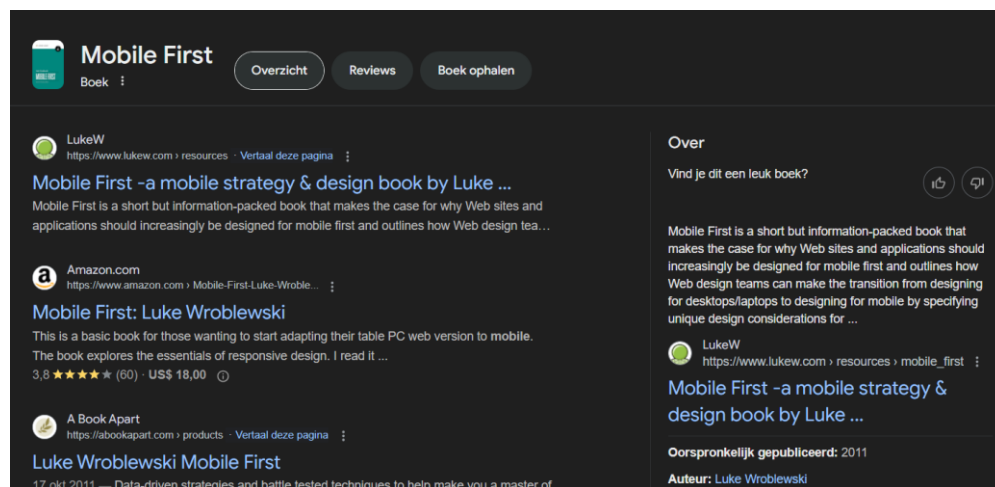 Mobile First
Boek
Overzicht
Reviews
Boek ophalen
LukeW
https://www.lukew.com › resources · Vertaal deze pagina
Mobile First -a mobile strategy & design book by Luke ...
Mobile First is a short but information-packed book that makes the case for why Web sites and
applications should increasingly be designed for mobile first and outlines how Web design tea…
Amazon.com
https://www.amazon.com › Mobile-First-Luke-Wroble...
Mobile First: Luke Wroblewski
This is a basic book for those wanting to start adapting their table PC web version to mobile.
The book explores the essentials of responsive design. I read it ...
3,8 (60) · US$ 18,00
A Book Apart
https://abookapart.com › products · Vertaal deze pagina
Luke Wroblewski Mobile First
17 okt 2011 — Data-driven strategies and battle tested techniques to help make you a master of
Over
Vind je dit een leuk boek?
Mobile First is a short but information-packed book that
makes the case for why Web sites and applications should
increasingly be designed for mobile first and outlines how
Web design teams can make the transition from designing
for desktops/laptops to designing for mobile by specifying
unique design considerations for ...
LukeW
https://www.lukew.com › resources › mobile_first
Mobile First -a mobile strategy &
design book by Luke ...
Oorspronkelijk gepubliceerd: 2011
Auteur: Luke Wroblewski